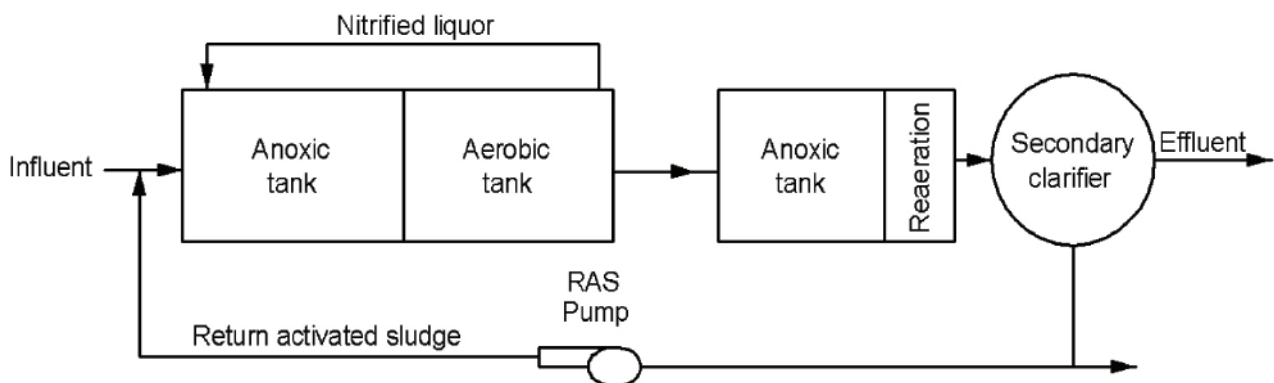 Nitrified liquor
Influent
Anoxic
tank
Aerobic
tank
Anoxic
tank
Reaeration
Secondary
clarifier
Effluent
RAS
Pump
Return activated sludge